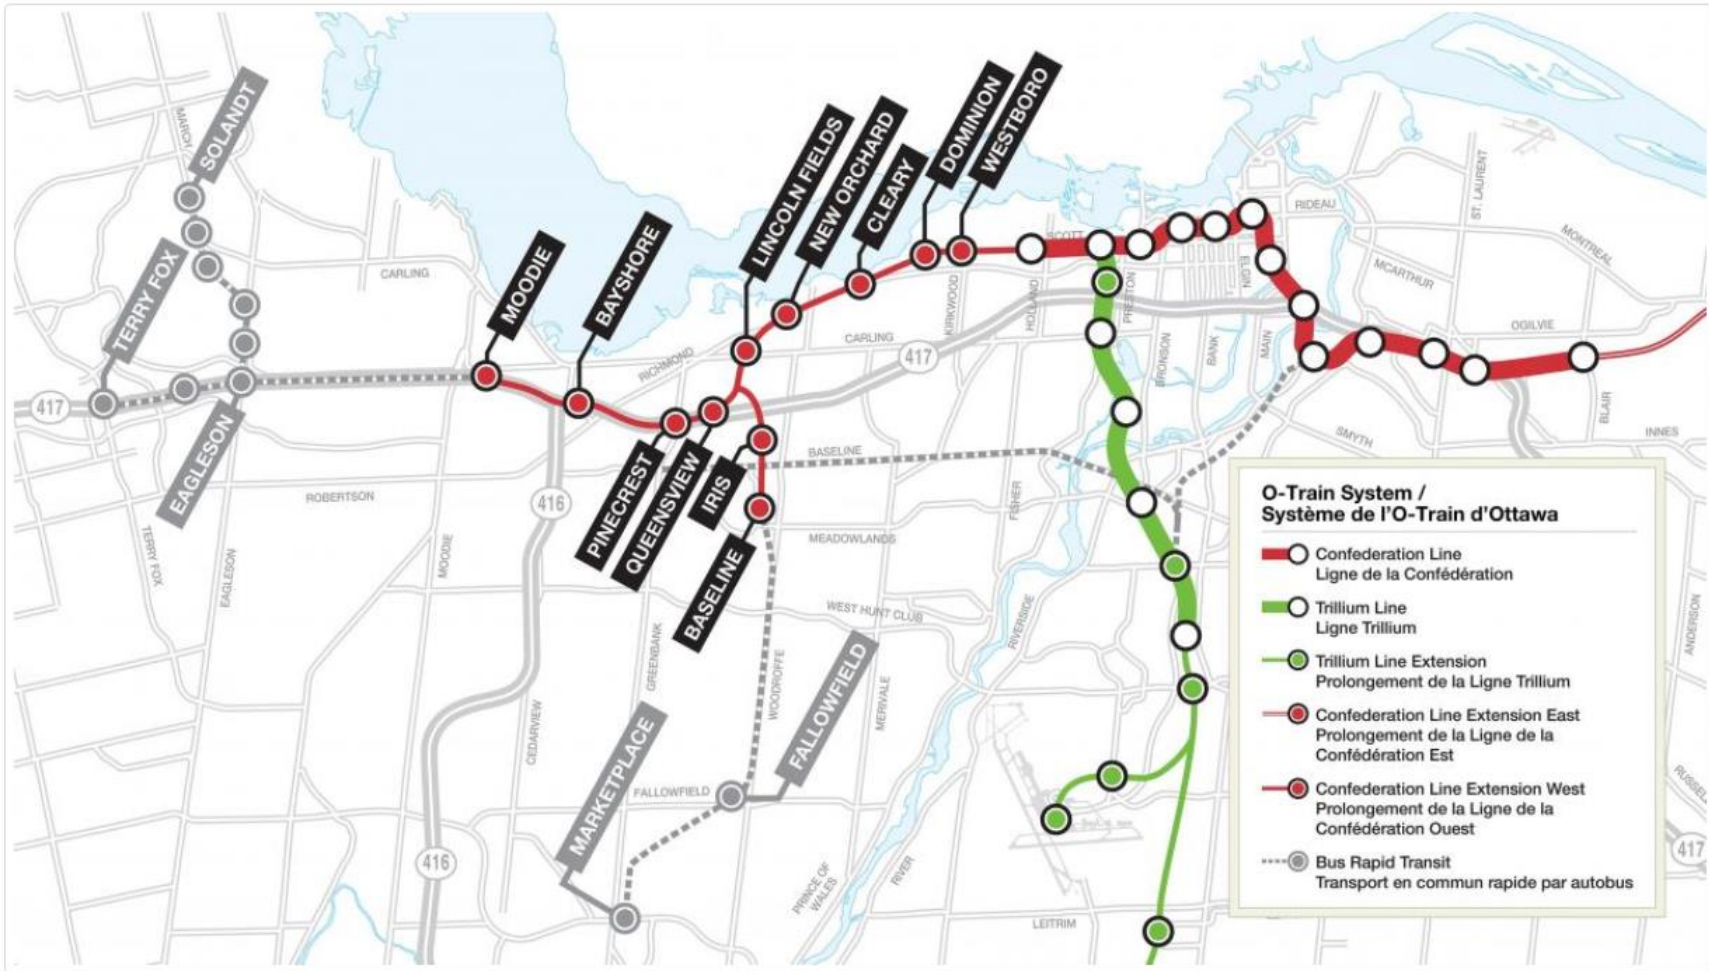 SOLANDT
MARCH
TERRY FOX
CARLING
MOODIE
BAYSHORE
LINCOLN FIELDS
NEW ORCHARD
CLEARY
DOMINION
WESTBORO
SCOTT
RIDEAU
ST. LAURENT
MONTREAL
MCARTHUR
ELGIN
PRESTON
HOLLAND
KIRKWOOD
CARLING
RICHMOND
417
417
OGILVIE
MAIN
BANK
BRONSON
EAGLESON
BLAIR
INNES
SMYTH
BASELINE
ROBERTSON
416
PINECREST
QUEENSVIEW
IRIS
BASELINE
FISHER
MEADOWLANDS
TERRY FOX
EAGLESON
MOODIE
WEST HUNT CLUB
RIVERSIDE
GREENBANK
WOODROFFE
MERIVALE
CEDARVIEW
MARKETPLACE
FALLOWFIELD
FALLOWFIELD
416
PRINCE OF
WALES
RIVER
LEITRIM
ANDERSON
RUSSELL
417
O-Train System /
Système de l'O-Train d'Ottawa
Confederation Line
Ligne de la Confédération
Trillium Line
Ligne Trillium
Trillium Line Extension
Prolongement de la Ligne Trillium
Confederation Line Extension East
Prolongement de la Ligne de la
Confédération Est
Confederation Line Extension West
Prolongement de la Ligne de la
Confédération Ouest
Bus Rapid Transit
Transport en commun rapide par autobus